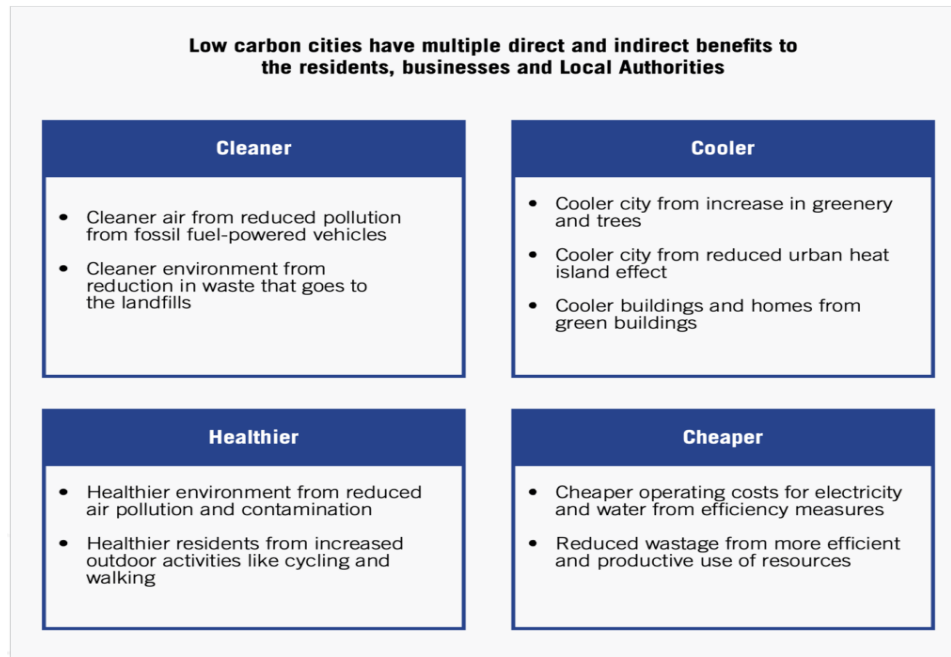 Low carbon cities have multiple direct and indirect benefits to
the residents, businesses and Local Authorities
Cleaner
• Cleaner air from reduced pollution
from fossil fuel-powered vehicles
• Cleaner environment from
reduction in waste that goes to
the landfills
Cooler
• Cooler city from increase in greenery
and trees
• Cooler city from reduced urban heat
island effect
• Cooler buildings and homes from
green buildings
Healthier
• Healthier environment from reduced
air pollution and contamination
• Healthier residents from increased
outdoor activities like cycling and
walking
Cheaper
• Cheaper operating costs for electricity
and water from efficiency measures
• Reduced wastage from more efficient
and productive use of resources